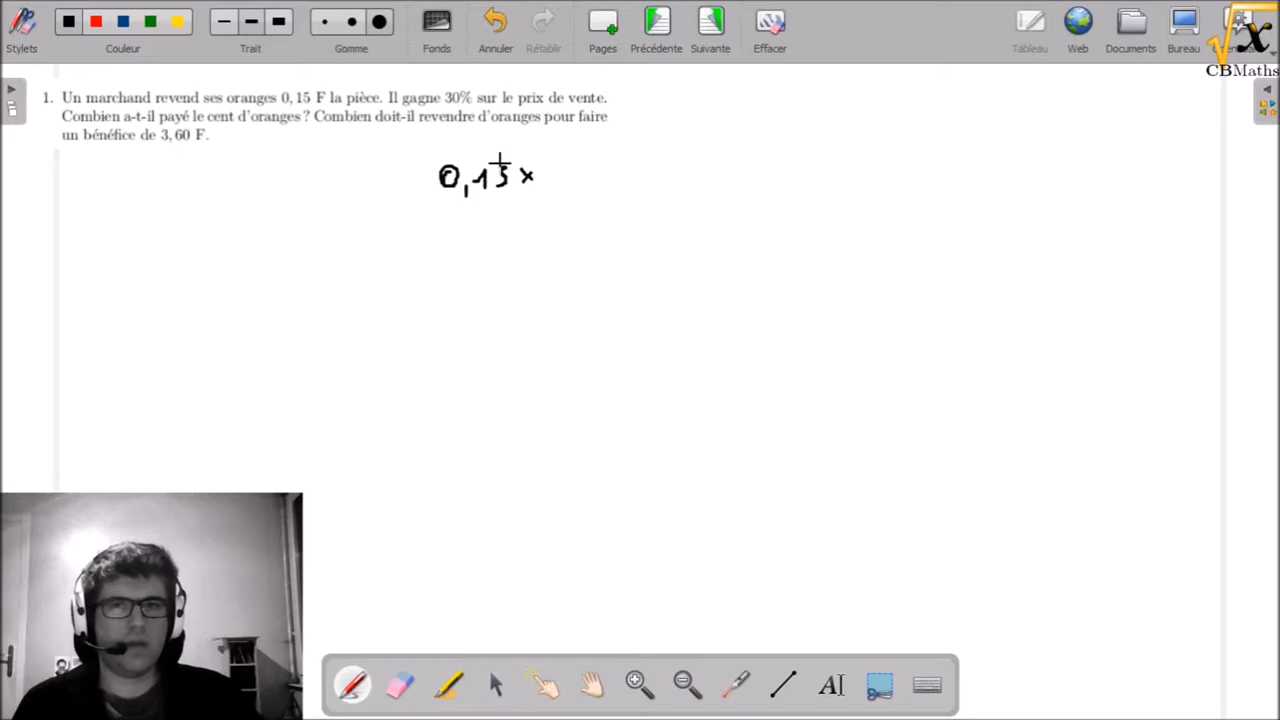 Stylets
Couleur
Trait
Gomme
Fonds
Annuler
Rétablir
Pages
Précédente
Suivante
Effacer
Tableau
Web
Documents
Bureau
√x
CBMaths
1. Un marchand revend ses oranges 0,15 F la pièce. Il gagne 30% sur le prix de vente.
Combien a-t-il payé le cent d'oranges ? Combien doit-il revendre d'oranges pour faire
un bénéfice de 3,60 F.
0,15 ×
AI